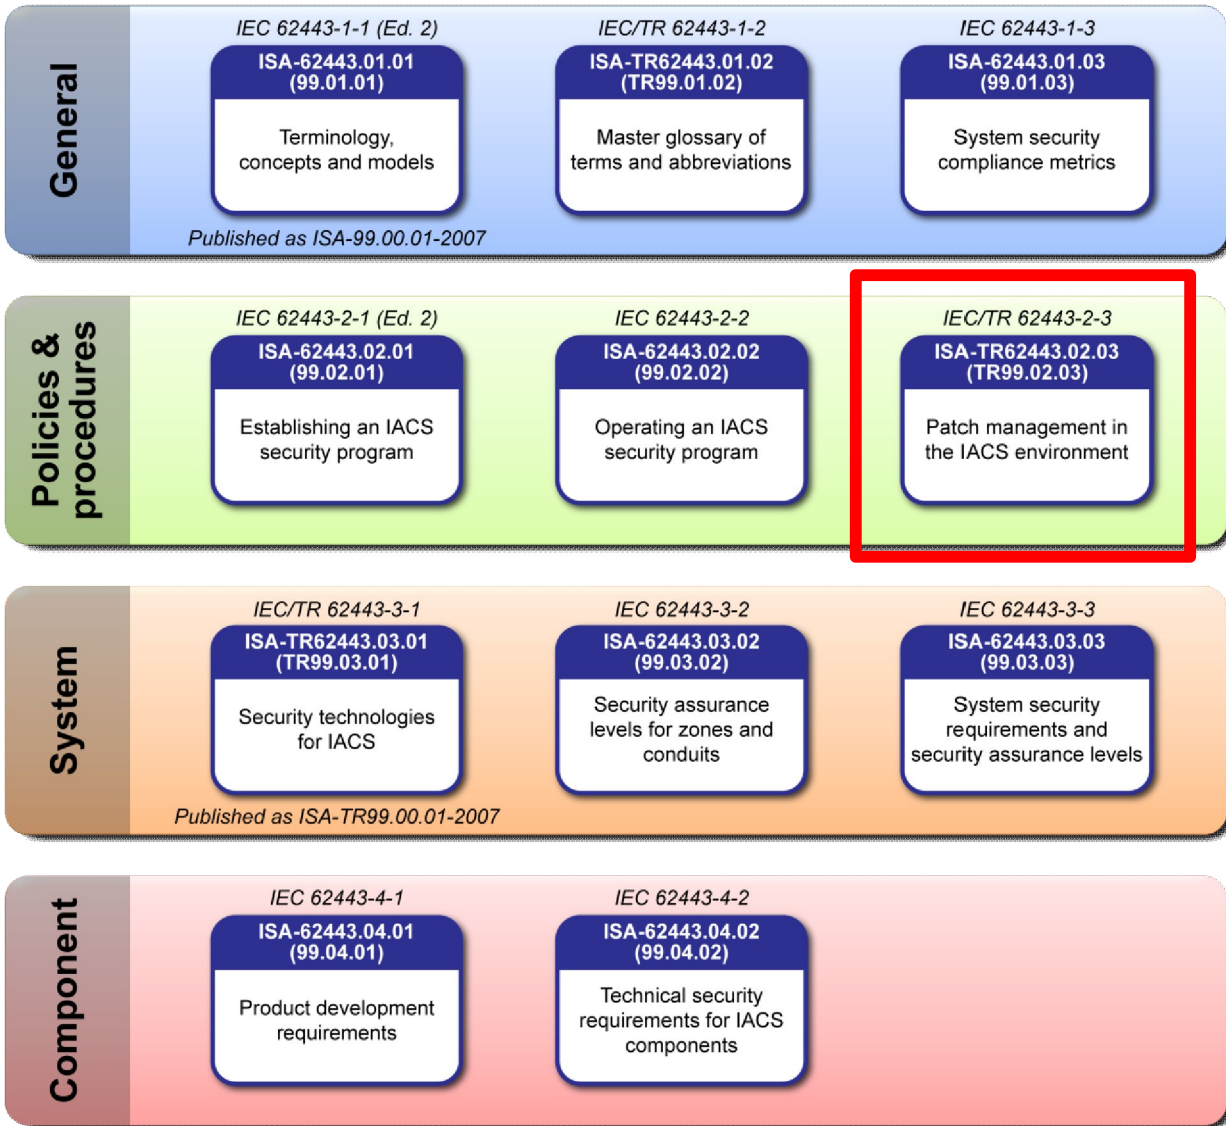 General
IEC 62443-1-1 (Ed. 2)
ISA-62443.01.01
(99.01.01)
Terminology,
concepts and models
Published as ISA-99.00.01-2007
IEC/TR 62443-1-2
ISA-TR62443.01.02
(TR99.01.02)
Master glossary of
terms and abbreviations
IEC 62443-1-3
ISA-62443.01.03
(99.01.03)
System security
compliance metrics
Policies &
procedures
IEC 62443-2-1 (Ed. 2)
ISA-62443.02.01
(99.02.01)
Establishing an IACS
security program
IEC 62443-2-2
ISA-62443.02.02
(99.02.02)
Operating an IACS
security program
IEC/TR 62443-2-3
ISA-TR62443.02.03
(TR99.02.03)
Patch management in
the IACS environment
System
IEC/TR 62443-3-1
ISA-TR62443.03.01
(TR99.03.01)
Security technologies
for IACS
Published as ISA-TR99.00.01-2007
IEC 62443-3-2
ISA-62443.03.02
(99.03.02)
Security assurance
levels for zones and
conduits
IEC 62443-3-3
ISA-62443.03.03
(99.03.03)
System security
requirements and
security assurance levels
Component
IEC 62443-4-1
ISA-62443.04.01
(99.04.01)
Product development
requirements
IEC 62443-4-2
ISA-62443.04.02
(99.04.02)
Technical security
requirements for IACS
components